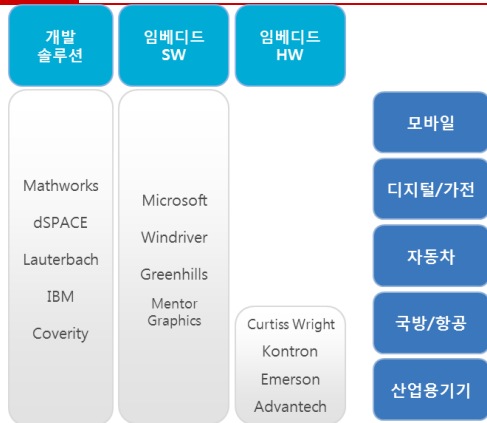 개발
솔루션
임베디드
SW
임베디드
HW
Mathworks
dSPACE
Lauterbach
IBM
Coverity
Microsoft
Windriver
Greenhills
Mentor
Graphics
Curtiss Wright
Kontron
Emerson
Advantech
모바일
디지털/가전
자동차
국방/항공
산업용기기